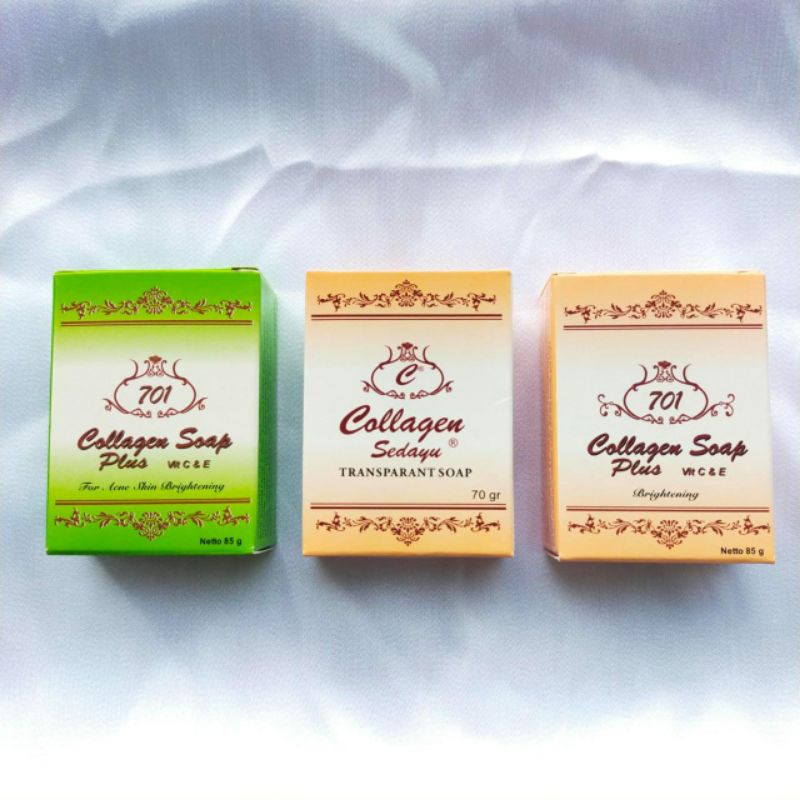 701
Collagen Soap
Plus Vit C & E
For Acne Skin Brightening
Netto 85 g
C®
Collagen
Sedayu®
TRANSPARANT SOAP
70 gr
701
Collagen Soap
Plus Vit C & E
Brightening
Netto 85 g